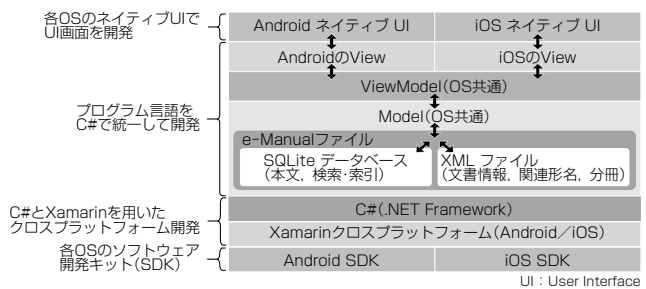 各OSのネイティブUIで
UI画面を開発
Android ネイティブ UI
iOS ネイティブ UI
プログラム言語を
C#で統一して開発
AndroidのView
iOSのView
ViewModel（OS共通）
Model（OS共通）
e-Manualファイル
SQLite データベース
（本文，検索・索引）
XML ファイル
（文書情報，関連形名，分冊）
C#とXamarinを用いた
クロスプラットフォーム開発
C#（.NET Framework）
Xamarinクロスプラットフォーム（Android／iOS）
各OSのソフトウェア
開発キット（SDK）
Android SDK
iOS SDK
UI：User Interface